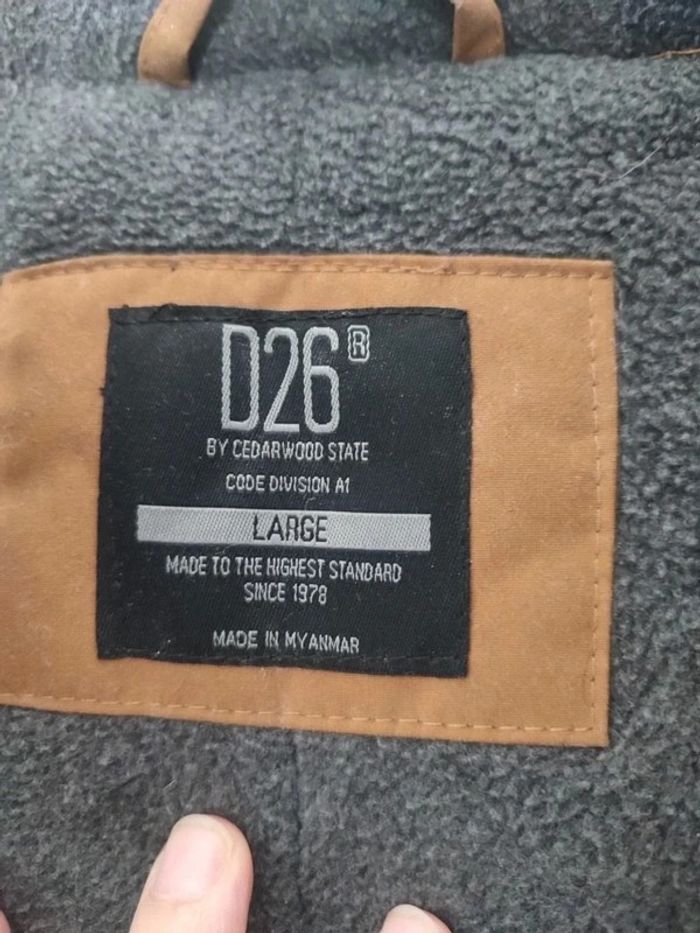 D26®
BY CEDARWOOD STATE
CODE DIVISION A1
LARGE
MADE TO THE HIGHEST STANDARD
SINCE 1978
MADE IN MYANMAR